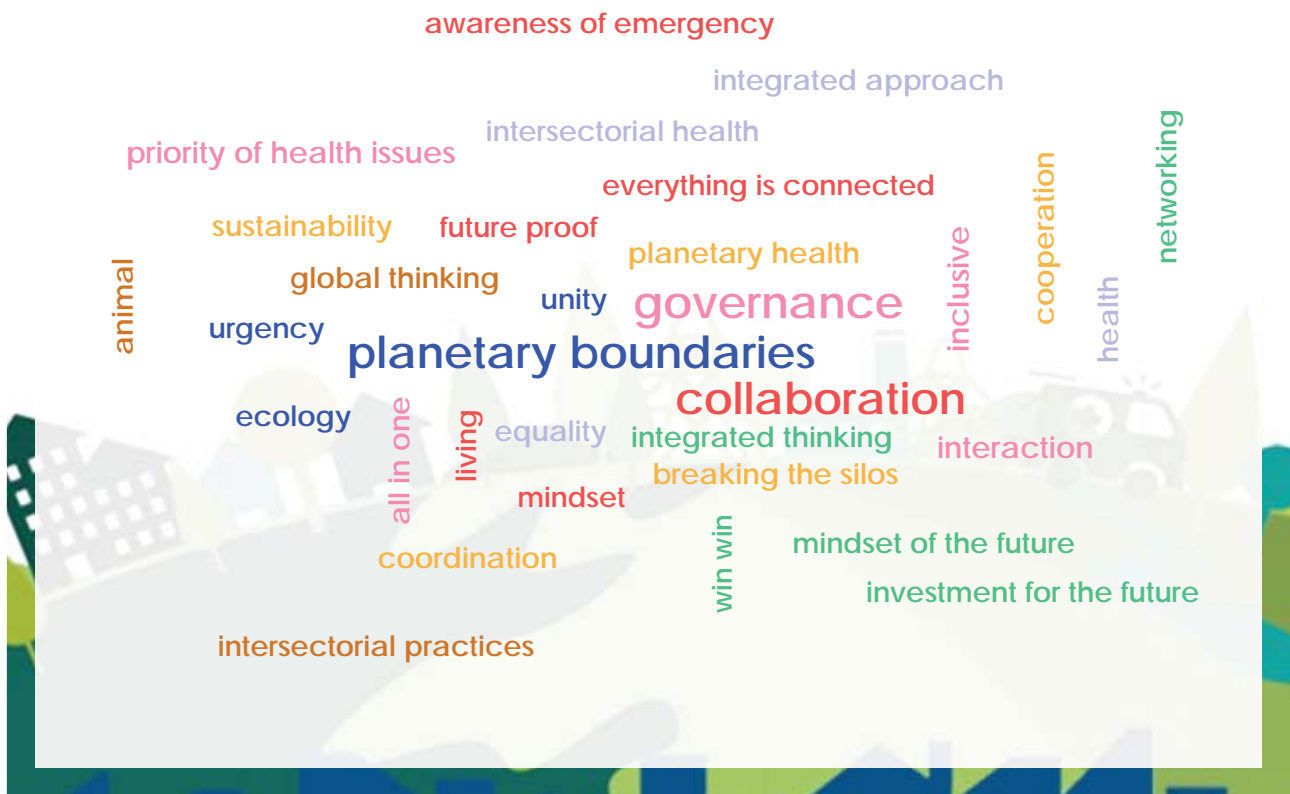 awareness of emergency
integrated approach
intersectorial health
priority of health issues
everything is connected
networking
cooperation
sustainability
future proof
planetary health
inclusive
global thinking
animal
unity
governance
health
urgency
planetary boundaries
collaboration
ecology
all in one
living
equality
integrated thinking
interaction
breaking the silos
mindset
win win
mindset of the future
coordination
investment for the future
intersectorial practices